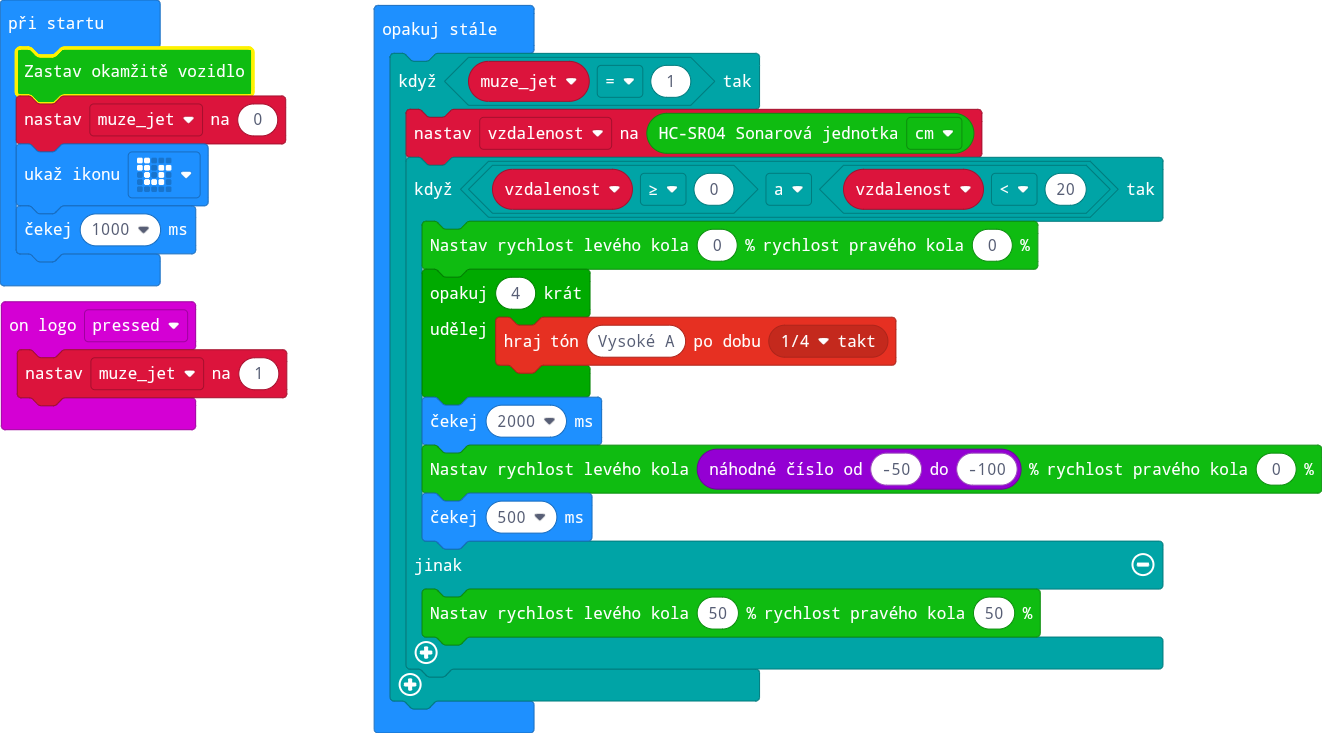 při startu
Zastav okamžitě vozidlo
nastav muze_jet na 0
ukaž ikonu
čekej 1000 ms
on logo pressed
nastav muze_jet na 1
opakuj stále
když muze_jet = 1 tak
nastav vzdalenost na HC-SR04 Sonarová jednotka cm
když vzdalenost ≥ 0 a vzdalenost < 20 tak
Nastav rychlost levého kola 0 % rychlost pravého kola 0 %
opakuj 4 krát
udělej hraj tón Vysoké A po dobu 1/4 takt
čekej 2000 ms
Nastav rychlost levého kola náhodné číslo od -50 do -100 % rychlost pravého kola 0 %
čekej 500 ms
jinak
Nastav rychlost levého kola 50 % rychlost pravého kola 50 %